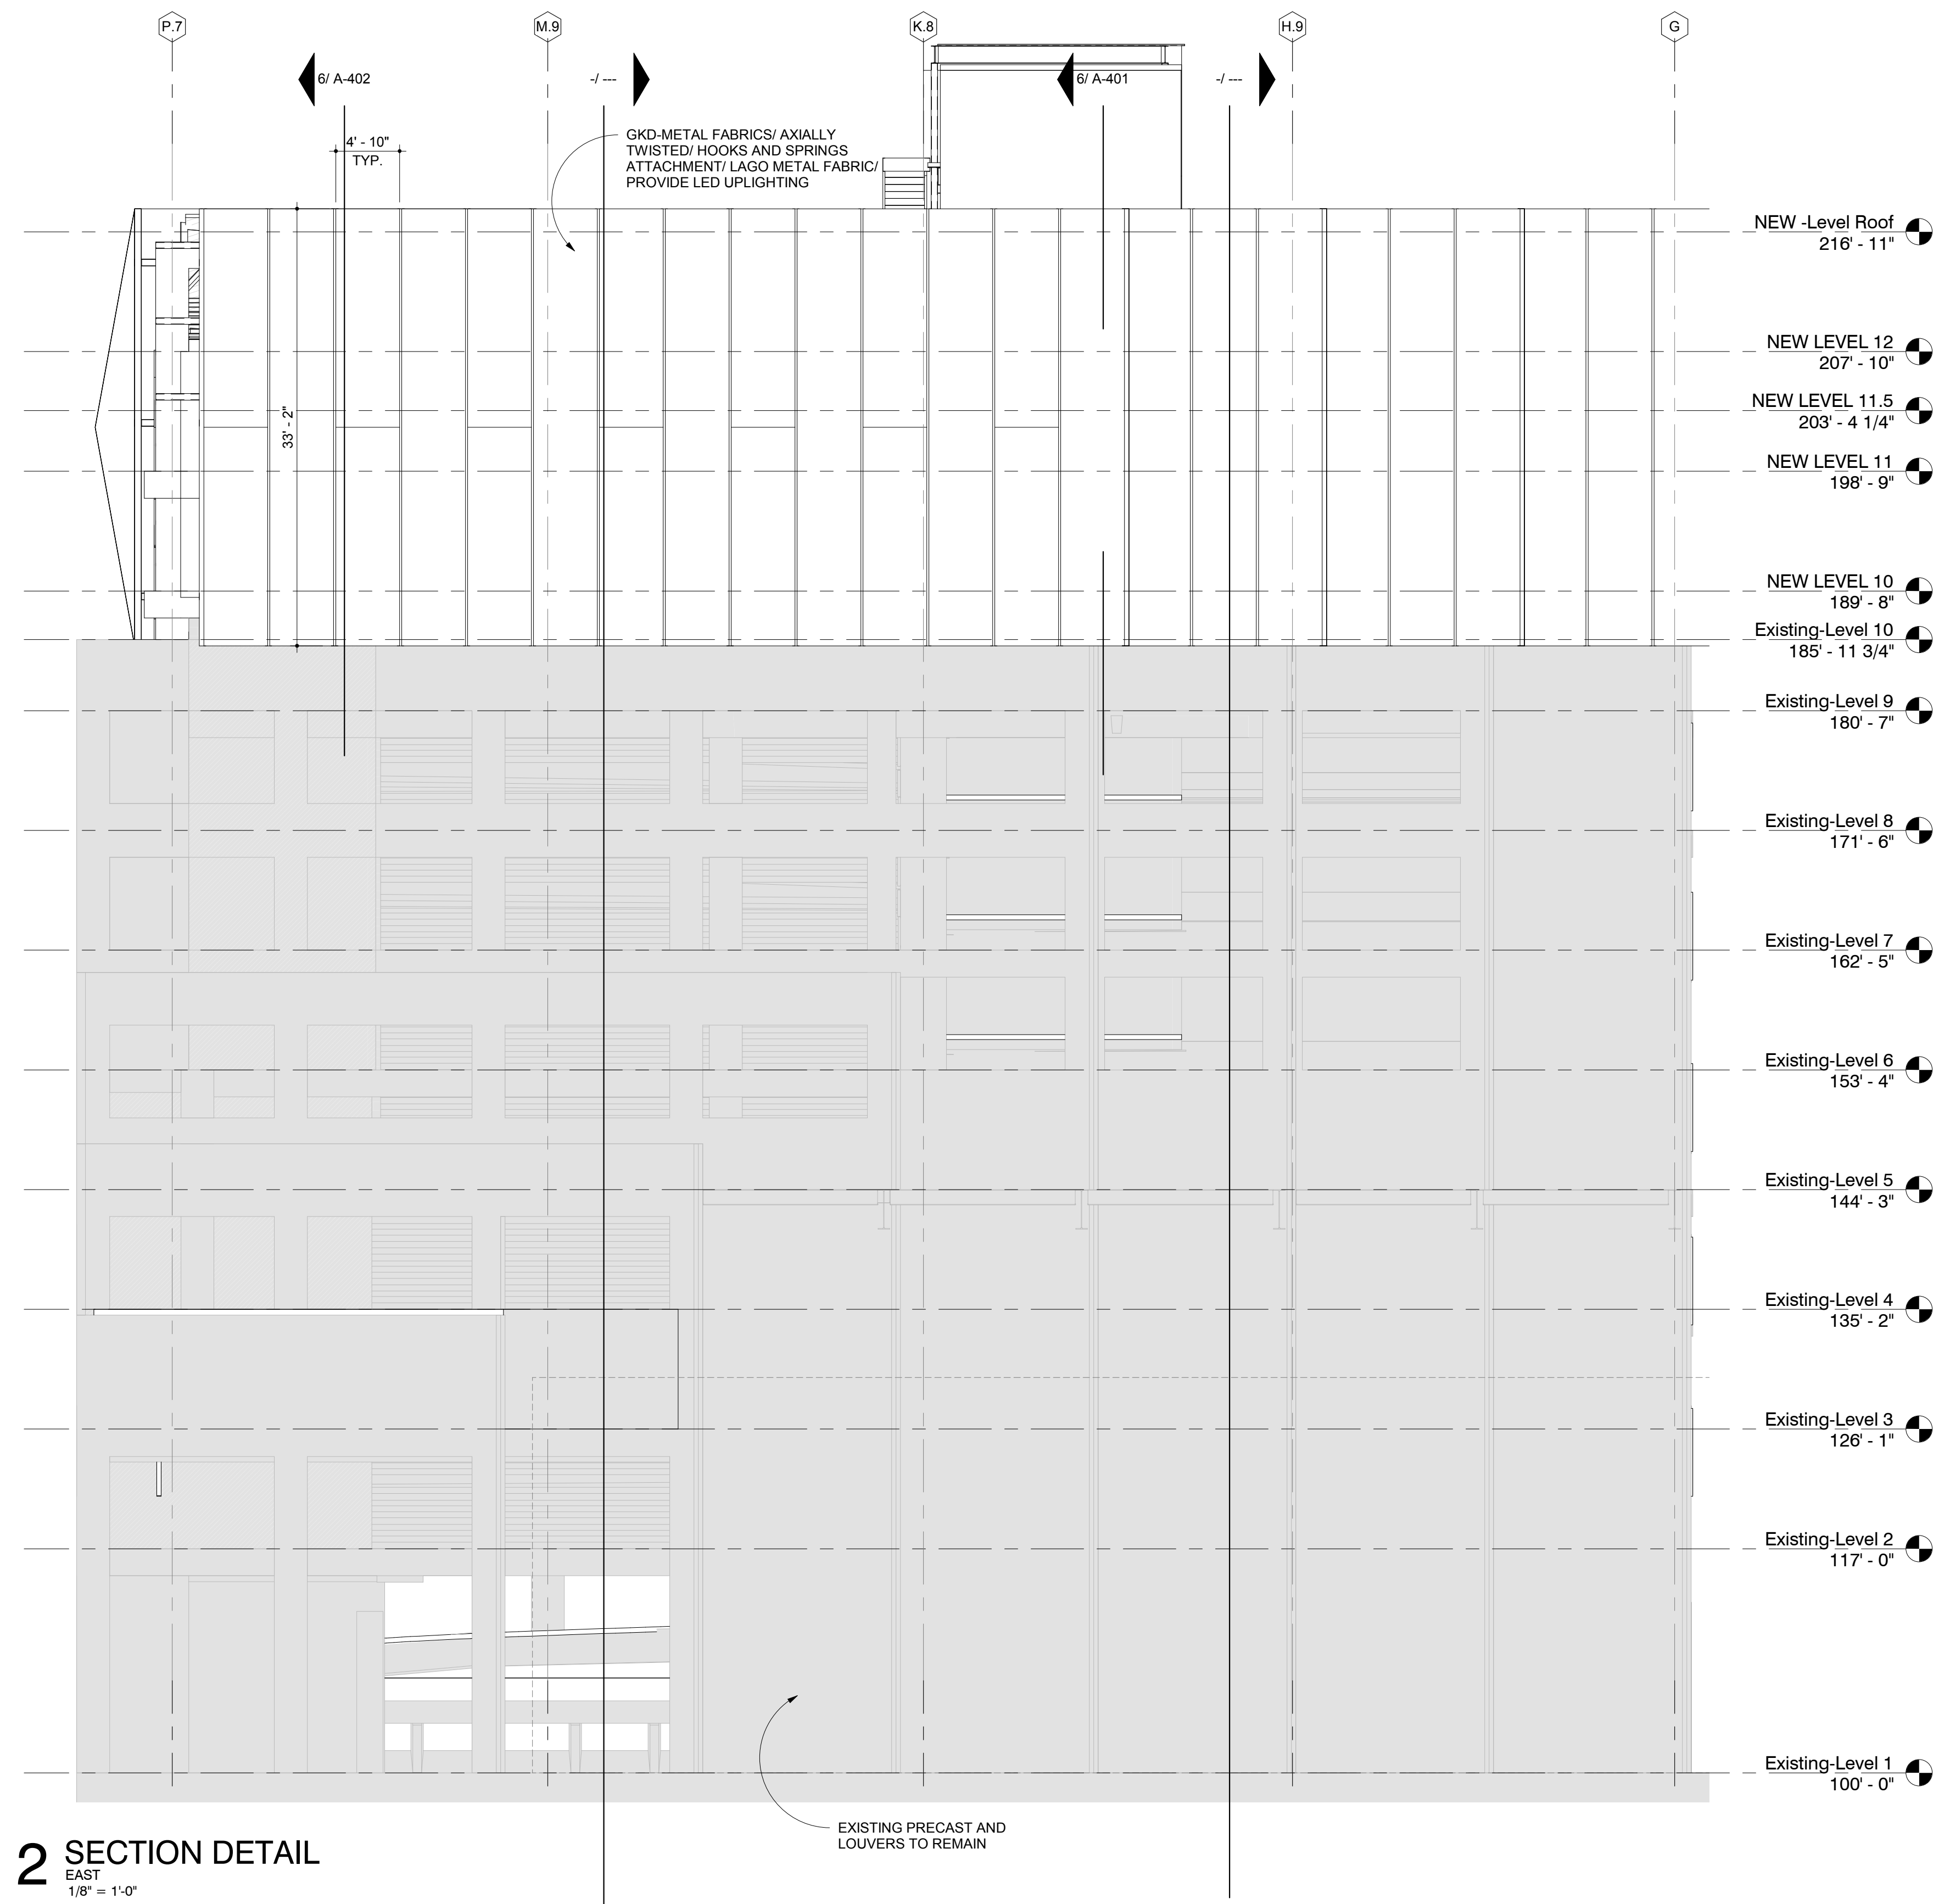 P.7
M.9
K.8
H.9
G
6/ A-402
-/ ---
6/ A-401
-/ ---
4' - 10"
TYP.
GKD-METAL FABRICS/ AXIALLY
TWISTED/ HOOKS AND SPRINGS
ATTACHMENT/ LAGO METAL FABRIC/
PROVIDE LED UPLIGHTING
33' - 2"
NEW -Level Roof
216' - 11"
NEW LEVEL 12
207' - 10"
NEW LEVEL 11.5
203' - 4 1/4"
NEW LEVEL 11
198' - 9"
NEW LEVEL 10
189' - 8"
Existing-Level 10
185' - 11 3/4"
Existing-Level 9
180' - 7"
Existing-Level 8
171' - 6"
Existing-Level 7
162' - 5"
Existing-Level 6
153' - 4"
Existing-Level 5
144' - 3"
Existing-Level 4
135' - 2"
Existing-Level 3
126' - 1"
Existing-Level 2
117' - 0"
Existing-Level 1
100' - 0"
EXISTING PRECAST AND
LOUVERS TO REMAIN
2 SECTION DETAIL
EAST
1/8" = 1'-0"